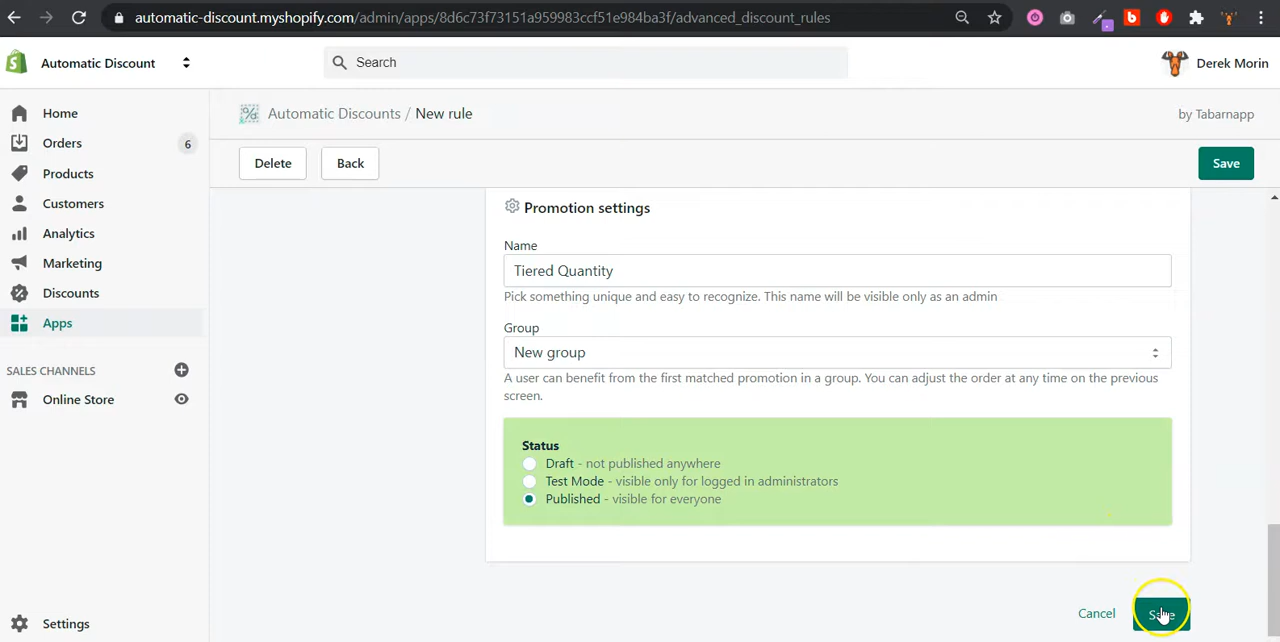 automatic-discount.myshopify.com/admin/apps/8d6c73f73151a959983ccf51e984ba3f/advanced_discount_rules
Automatic Discount
Search
Derek Morin
Home
Orders
6
Products
Customers
Analytics
Marketing
Discounts
Apps
SALES CHANNELS
Online Store
Settings
Automatic Discounts / New rule
by Tabarnapp
Delete
Back
Save
Promotion settings
Name
Tiered Quantity
Pick something unique and easy to recognize. This name will be visible only as an admin
Group
New group
A user can benefit from the first matched promotion in a group. You can adjust the order at any time on the previous
screen.
Status
Draft - not published anywhere
Test Mode - visible only for logged in administrators
Published - visible for everyone
Cancel
Save